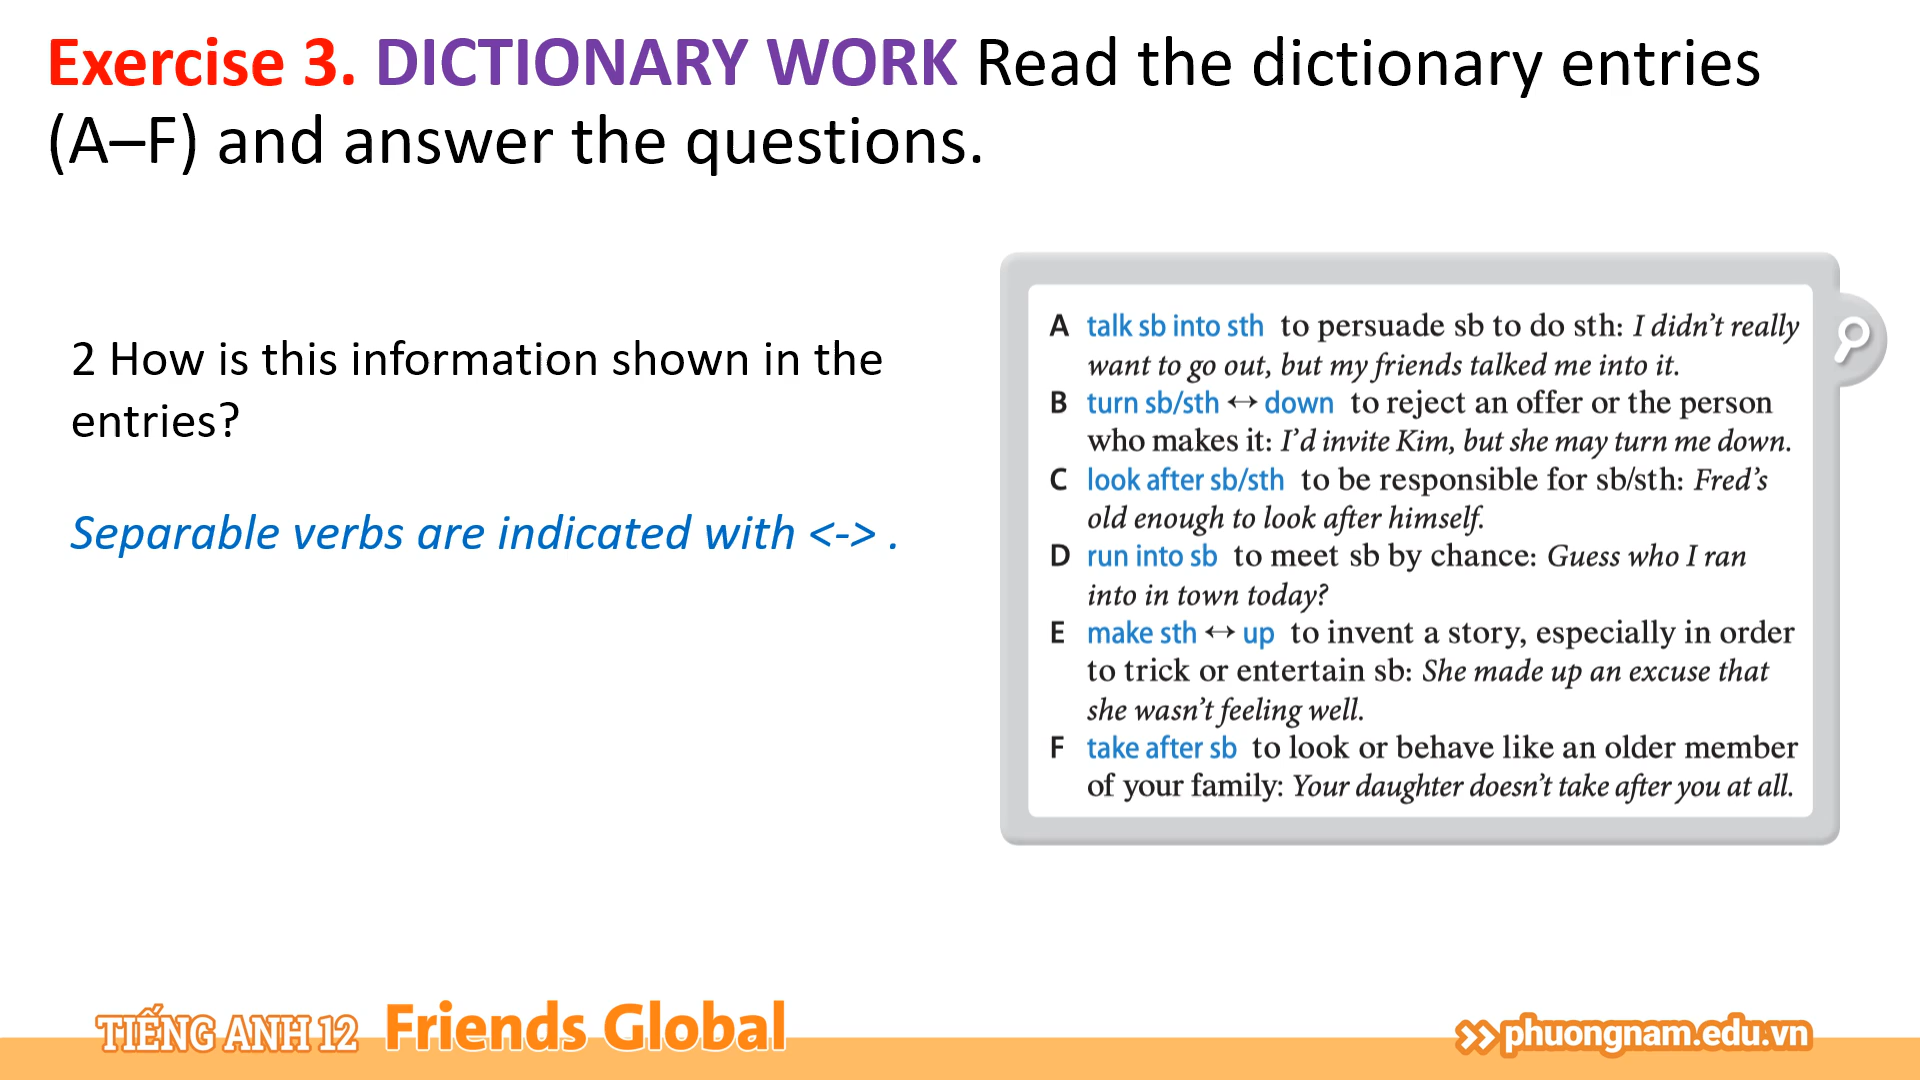 Exercise 3. DICTIONARY WORK Read the dictionary entries
(A–F) and answer the questions.
2 How is this information shown in the
entries?
Separable verbs are indicated with <-> .
A talk sb into sth to persuade sb to do sth: I didn't really
want to go out, but my friends talked me into it.
B turn sb/sth ↔ down to reject an offer or the person
who makes it: I'd invite Kim, but she may turn me down.
C look after sb/sth to be responsible for sb/sth: Fred's
old enough to look after himself.
D run into sb to meet sb by chance: Guess who I ran
into in town today?
E make sth ↔ up to invent a story, especially in order
to trick or entertain sb: She made up an excuse that
she wasn't feeling well.
F take after sb to look or behave like an older member
of your family: Your daughter doesn't take after you at all.
TIẾNG ANH 12 Friends Global
phuongnam.edu.vn